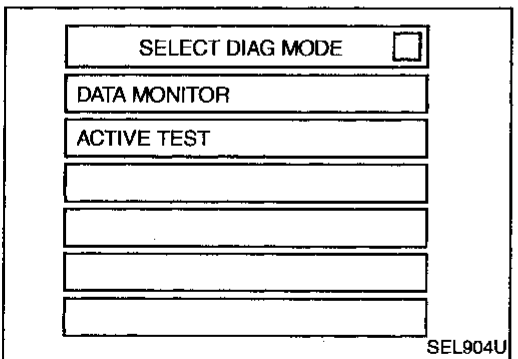 SELECT DIAG MODE
DATA MONITOR
ACTIVE TEST
SEL904U